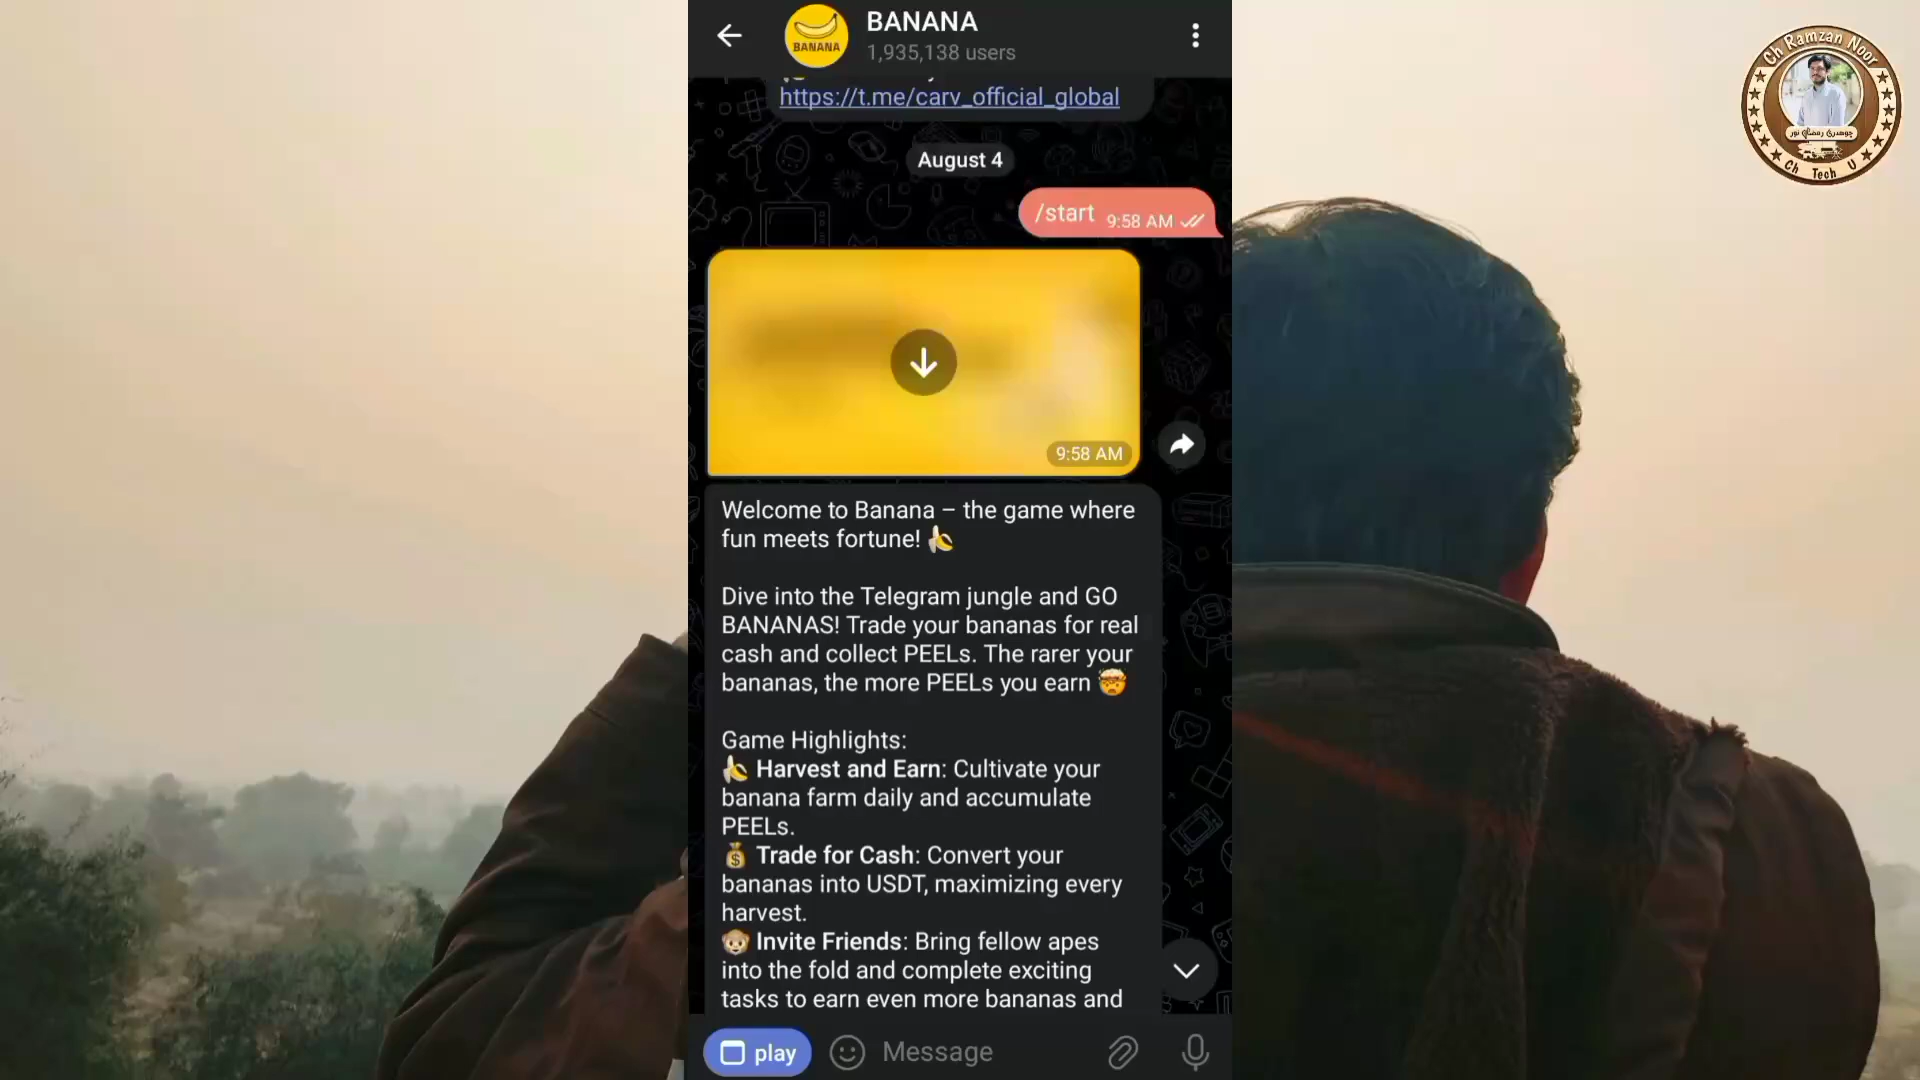 BANANA
1,935,138 users
BANANA
https://t.me/carv_official_global
August 4
/start 9:58 AM
9:58 AM
Welcome to Banana – the game where
fun meets fortune! 🍌
Dive into the Telegram jungle and GO
BANANAS! Trade your bananas for real
cash and collect PEELs. The rarer your
bananas, the more PEELs you earn 🤯
Game Highlights:
🍌 Harvest and Earn: Cultivate your
banana farm daily and accumulate
PEELs.
💰 Trade for Cash: Convert your
bananas into USDT, maximizing every
harvest.
🐵 Invite Friends: Bring fellow apes
into the fold and complete exciting
tasks to earn even more bananas and
play
Message
Ch Ramzan Noor
چوہدری رمضان نور
Ch Tech U